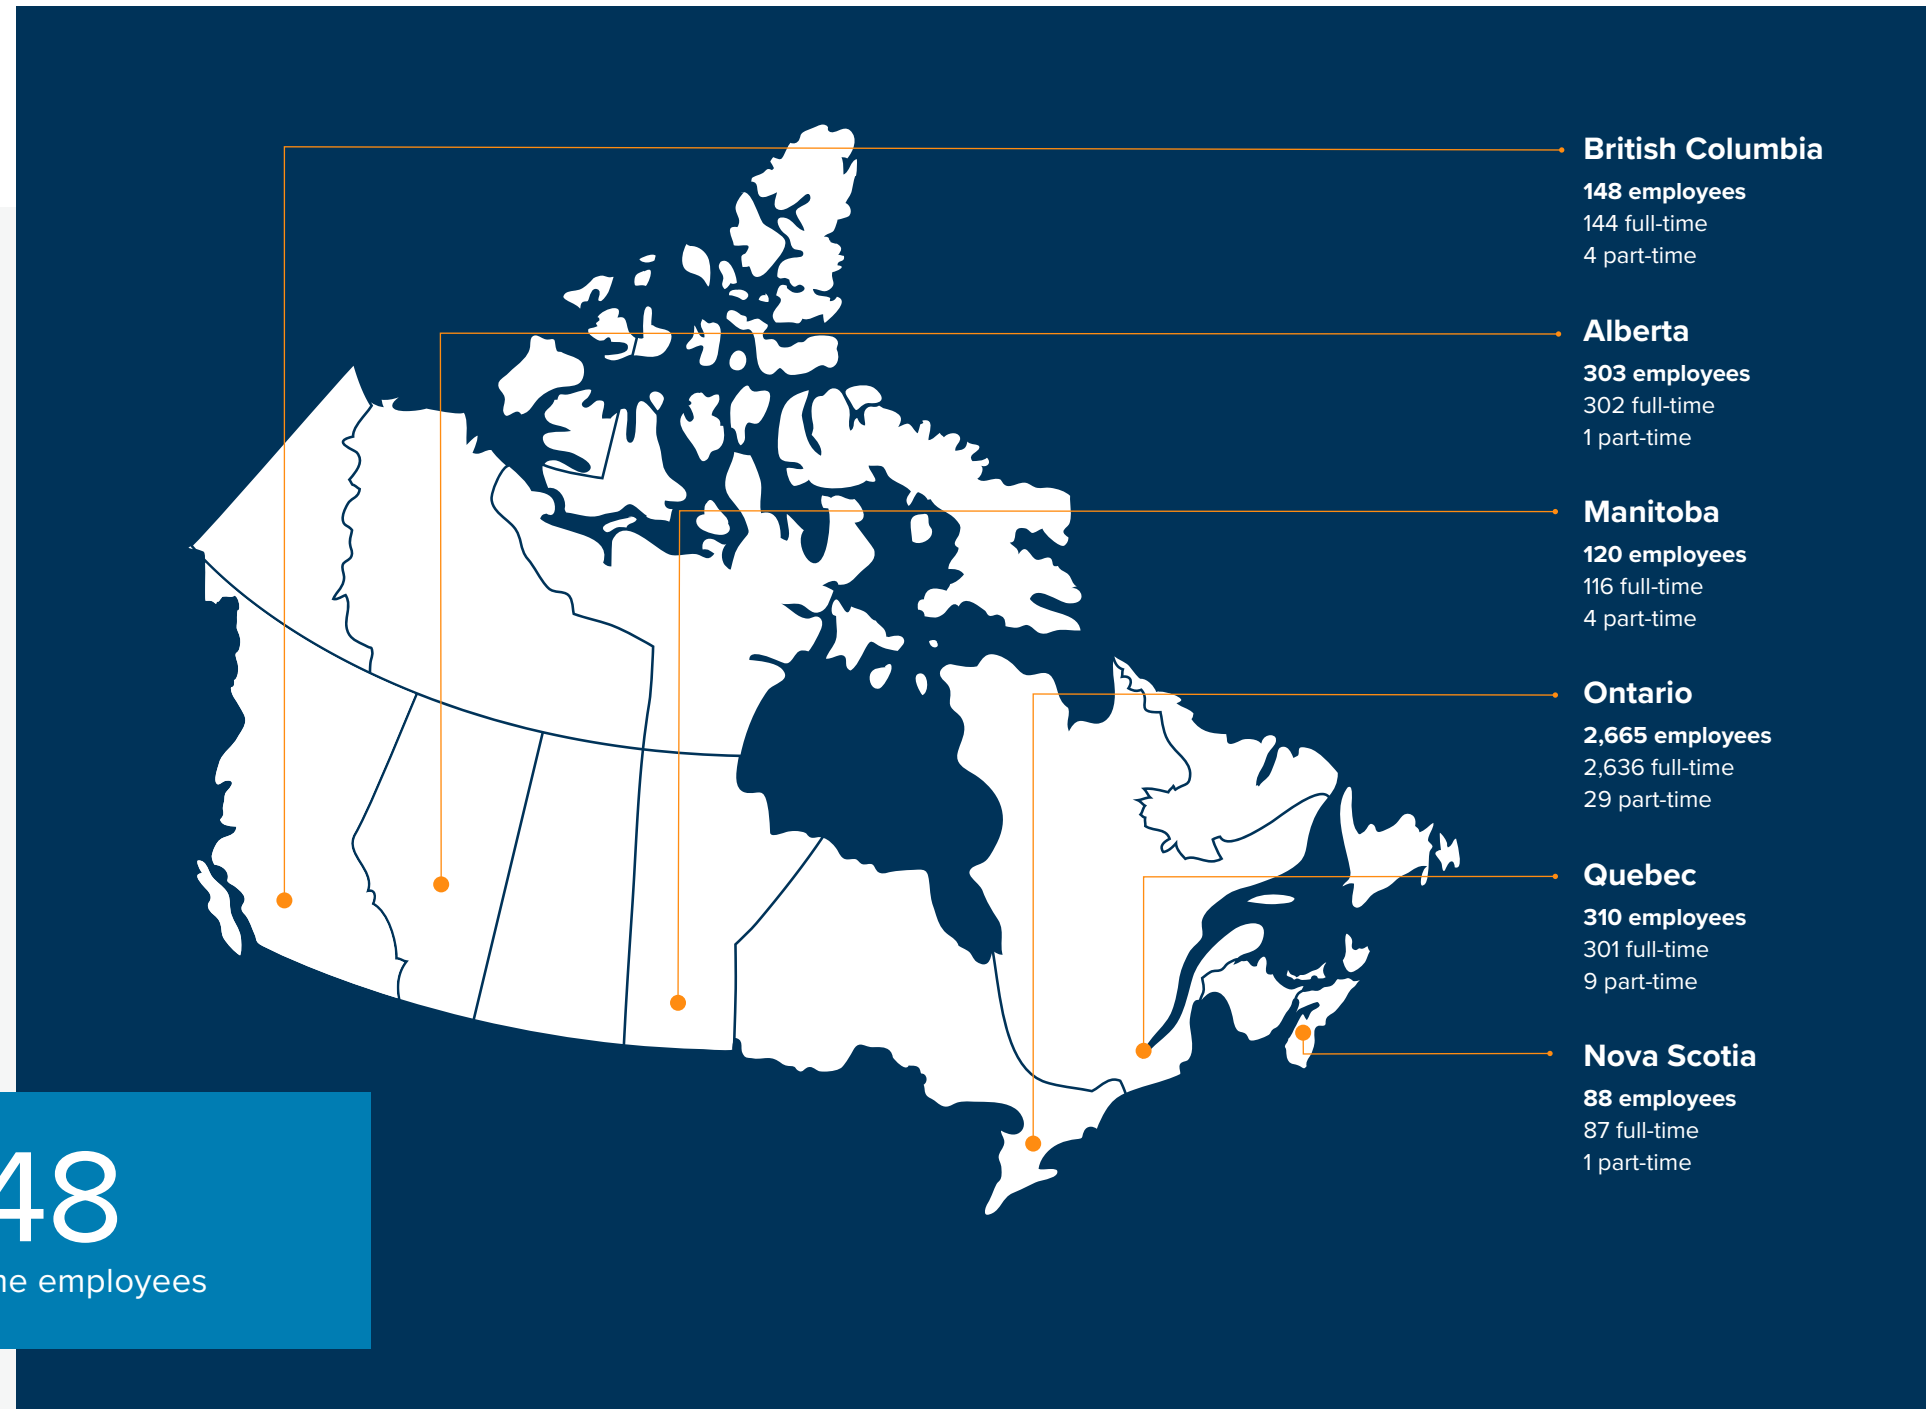 British Columbia
148 employees
144 full-time
4 part-time
Alberta
303 employees
302 full-time
1 part-time
Manitoba
120 employees
116 full-time
4 part-time
Ontario
2,665 employees
2,636 full-time
29 part-time
Quebec
310 employees
301 full-time
9 part-time
Nova Scotia
88 employees
87 full-time
1 part-time
48
employees